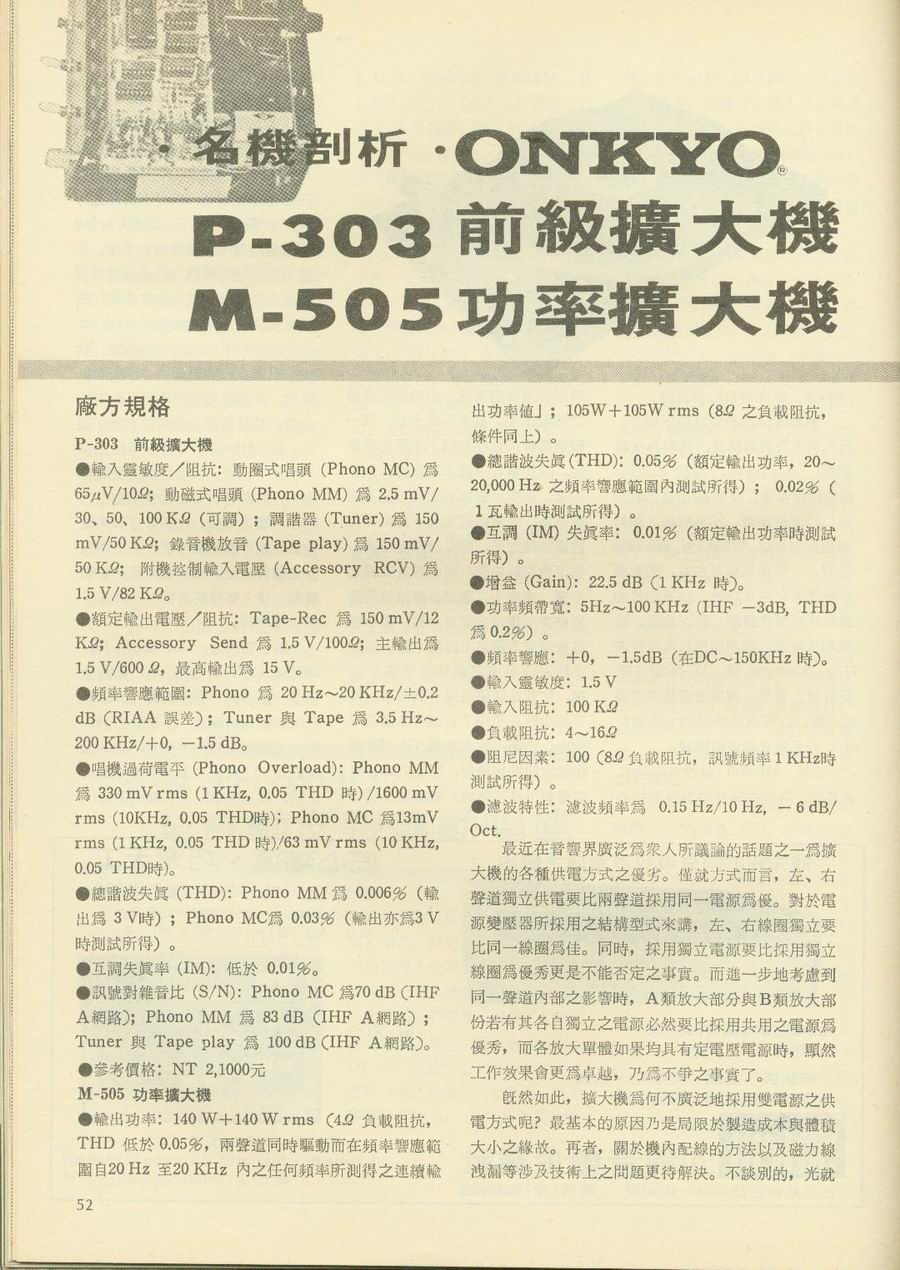 ·名機剖析·ONKYO®
P-303 前級擴大機
M-505 功率擴大機
廠方規格
P-303 前級擴大機
●輸入靈敏度／阻抗：動圈式唱頭 (Phono MC) 爲
65μV/10Ω；動磁式唱頭 (Phono MM) 爲 2.5 mV/
30、50、100 KΩ (可調)；調諧器 (Tuner) 爲 150
mV/50 KΩ；錄音機放音 (Tape play) 爲 150 mV/
50 KΩ；附機控制輸入電壓 (Accessory RCV) 爲
1.5 V/82 KΩ。
●額定輸出電壓／阻抗：Tape-Rec 爲 150 mV/12
KΩ；Accessory Send 爲 1.5 V/100Ω；主輸出爲
1.5 V/600 Ω，最高輸出爲 15 V。
●頻率響應範圍：Phono 爲 20 Hz～20 KHz/±0.2
dB (RIAA 誤差)；Tuner 與 Tape 爲 3.5 Hz～
200 KHz/+0, −1.5 dB。
●唱機過荷電平 (Phono Overload)：Phono MM
爲 330 mV rms (1 KHz, 0.05 THD 時) /1600 mV
rms (10KHz, 0.05 THD時)；Phono MC 爲13mV
rms (1 KHz, 0.05 THD 時)/63 mV rms (10 KHz,
0.05 THD時)。
●總諧波失眞 (THD)：Phono MM 爲 0.006% (輸
出爲 3 V時)；Phono MC爲 0.03% (輸出亦爲3 V
時測試所得)。
●互調失眞率 (IM)：低於 0.01%。
●訊號對雜音比 (S/N)：Phono MC 爲70 dB (IHF
A網路)；Phono MM 爲 83 dB (IHF A網路)；
Tuner 與 Tape play 爲 100 dB (IHF A網路)。
●參考價格：NT 2,1000元
M-505 功率擴大機
●輸出功率：140 W＋140 W rms (4Ω 負載阻抗，
THD 低於 0.05%，兩聲道同時驅動而在頻率響應範
圍自20 Hz 至20 KHz 內之任何頻率所測得之連續輸
出功率値」；105W＋105W rms (8Ω 之負載阻抗，
條件同上)。
●總諧波失眞 (THD)：0.05% (額定輸出功率，20～
20,000 Hz 之頻率響應範圍內測試所得)；0.02% (
1 瓦輸出時測試所得)。
●互調 (IM) 失眞率：0.01% (額定輸出功率時測試
所得)。
●增益 (Gain)：22.5 dB (1 KHz 時)。
●功率頻帶寬：5Hz～100 KHz (IHF −3dB, THD
爲 0.2%)。
●頻率響應：+0, −1.5dB (在DC～150KHz 時)。
●輸入靈敏度：1.5 V
●輸入阻抗：100 KΩ
●負載阻抗：4～16Ω
●阻尼因素：100 (8Ω 負載阻抗，訊號頻率 1 KHz時
測試所得)
●濾波特性：濾波頻率爲 0.15 Hz/10 Hz, −6 dB/
Oct.
最近在音響界廣泛爲衆人所議論的話題之一爲擴
大機的各種供電方式之優劣。僅就方式而言，左、右
聲道獨立供電要比兩聲道採用同一電源爲優。對於電
源變壓器所採用之結構型式來講，左、右線圈獨立要
比同一線圈爲佳。同時，採用獨立電源要比採用獨立
線圈爲優秀更是不能否定之事實。而進一步地考慮到
同一聲道內部之影響時，A類放大部分與B類放大部
份若有其各自獨立之電源必然要比採用共用之電源爲
優秀，而各放大單體如果均具有定電壓電源時，顯然
工作效果會更爲卓越，乃爲不爭之事實了。
旣然如此，擴大機爲何不廣泛地採用雙電源之供
電方式呢？最基本的原因乃是局限於製造成本與體積
大小之緣故。再者，關於機內配線的方法以及磁力線
洩漏等涉及技術上之問題更待解決。不談別的，光就
52